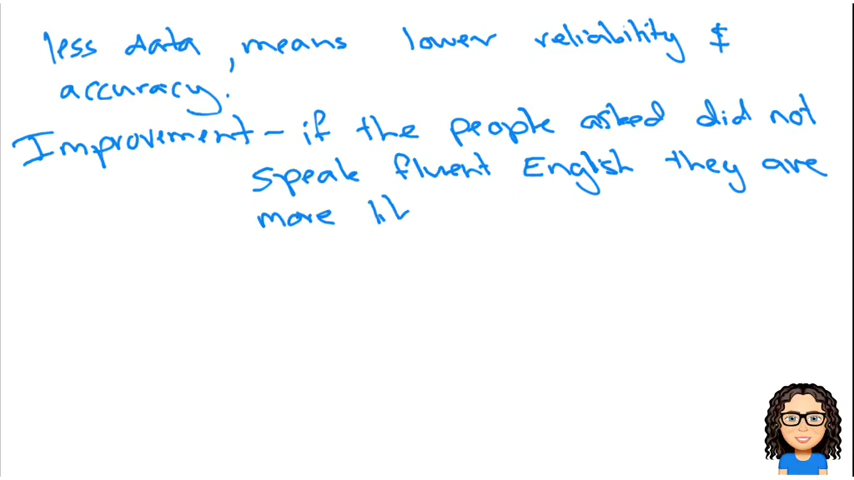 less data, means lower reliability &
accuracy.
Improvement - if the people asked did not
speak fluent English they are
more